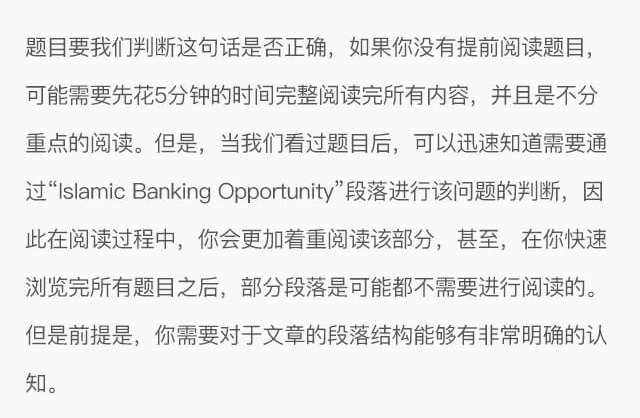 题目要我们判断这句话是否正确，如果你没有提前阅读题目，
可能需要先花5分钟的时间完整阅读完所有内容，并且是不分
重点的阅读。但是，当我们看过题目后，可以迅速知道需要通
过“Islamic Banking Opportunity”段落进行该问题的判断，因
此在阅读过程中，你会更加着重阅读该部分，甚至，在你快速
浏览完所有题目之后，部分段落是可能都不需要进行阅读的。
但是前提是，你需要对于文章的段落结构能够有非常明确的认
知。